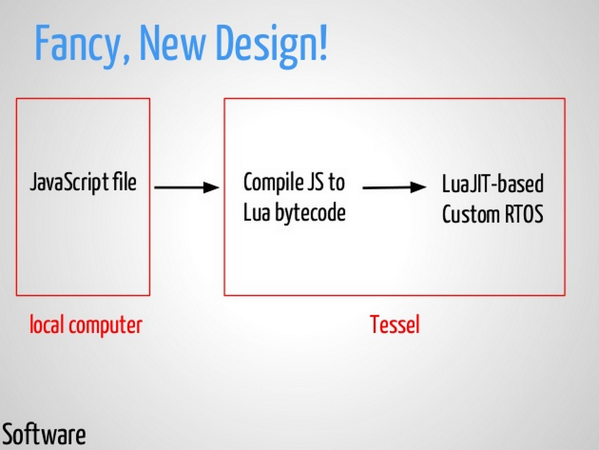 Fancy, New Design!
JavaScript file
Compile JS to
Lua bytecode
LuaJIT-based
Custom RTOS
local computer
Tessel
Software